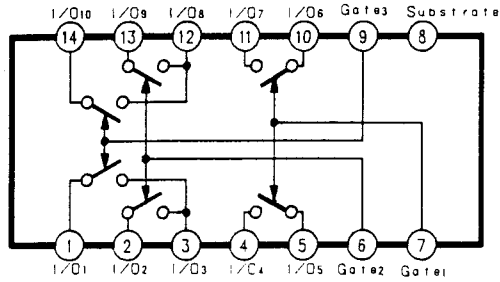 I/O10 I/O9 I/O8 I/O7 I/O6 Gate3 Substrate
14 13 12 11 10 9 8
1 2 3 4 5 6 7
I/O1 I/O2 I/O3 I/O4 I/O5 Gate2 Gate1